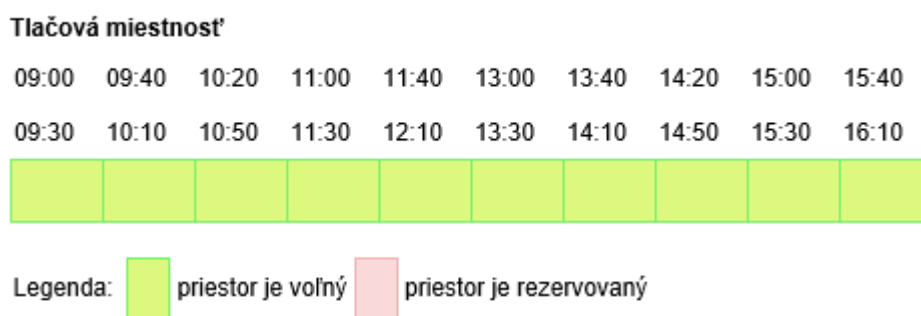 Tlačová miestnosť
09:00 09:40 10:20 11:00 11:40 13:00 13:40 14:20 15:00 15:40
09:30 10:10 10:50 11:30 12:10 13:30 14:10 14:50 15:30 16:10
Legenda: priestor je voľný priestor je rezervovaný